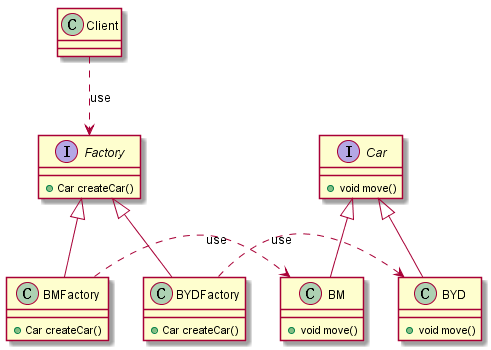 C Client
use
I Factory
Car createCar()
I Car
void move()
use
use
C BMFactory
Car createCar()
C BYDFactory
Car createCar()
C BM
void move()
C BYD
void move()